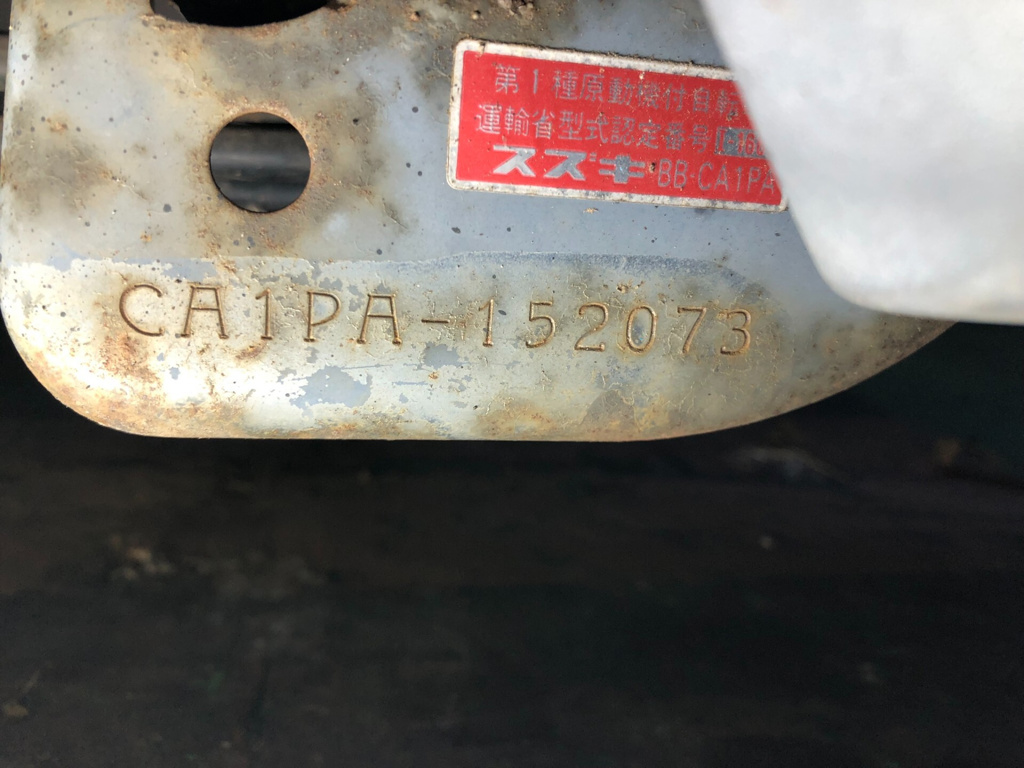 第1種原動機付自転
運輸省型式認定番号
スズキ BB-CA1PA
CA1PA-152073